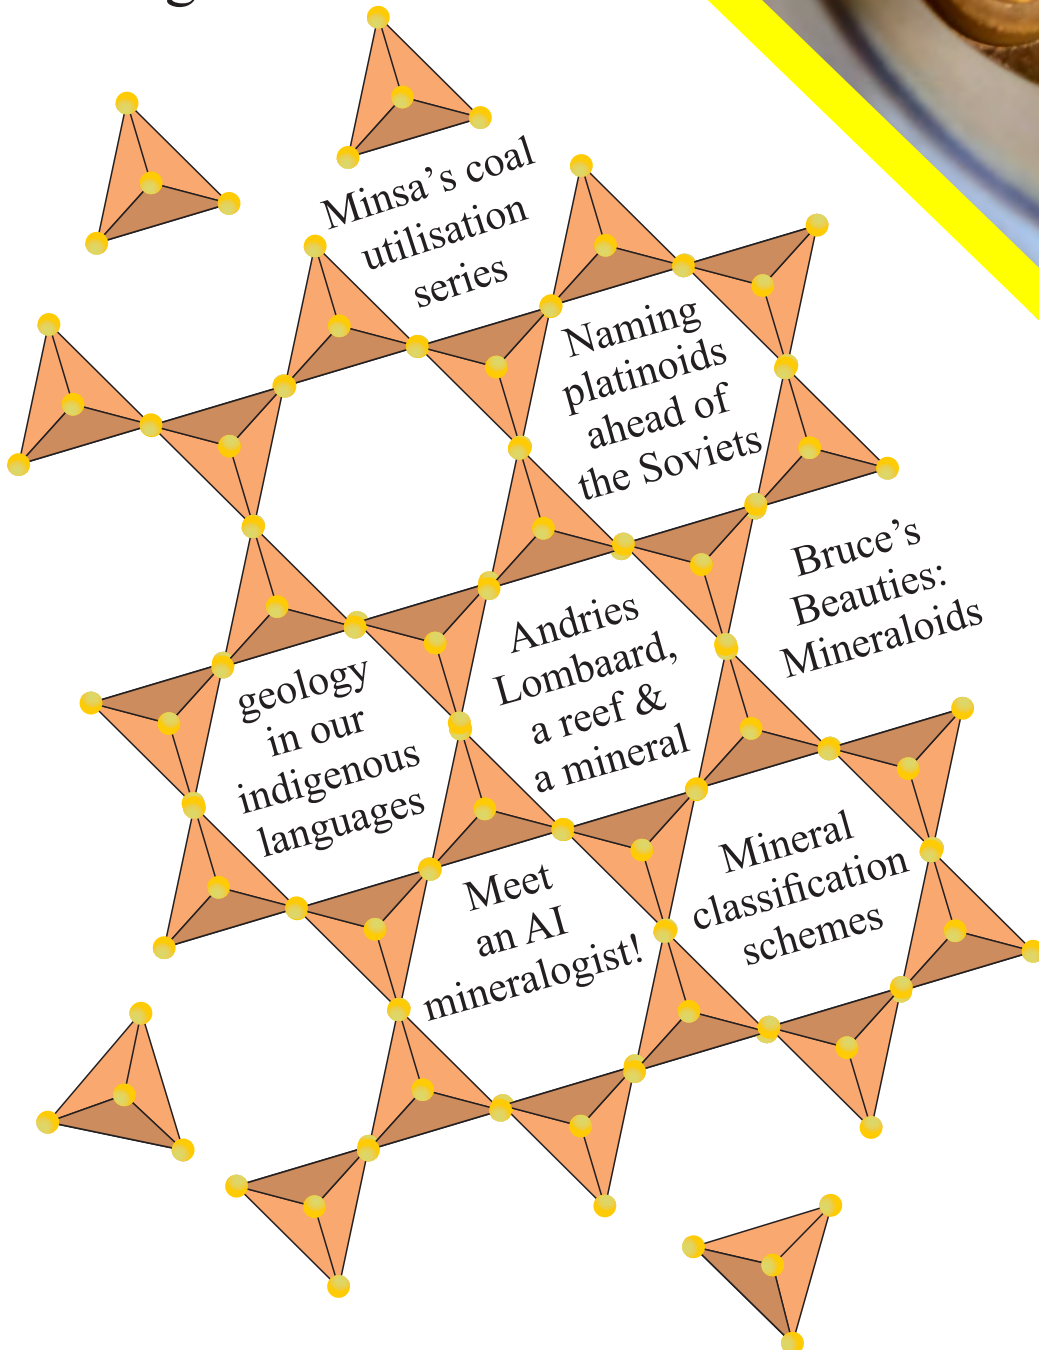 Minsa’s coal
utilisation
series
Naming
platinoids
ahead of
the Soviets
Bruce’s
Beauties:
Mineraloids
Andries
Lombaard,
a reef &
a mineral
geology
in our
indigenous
languages
Mineral
classification
schemes
Meet
an AI
mineralogist!